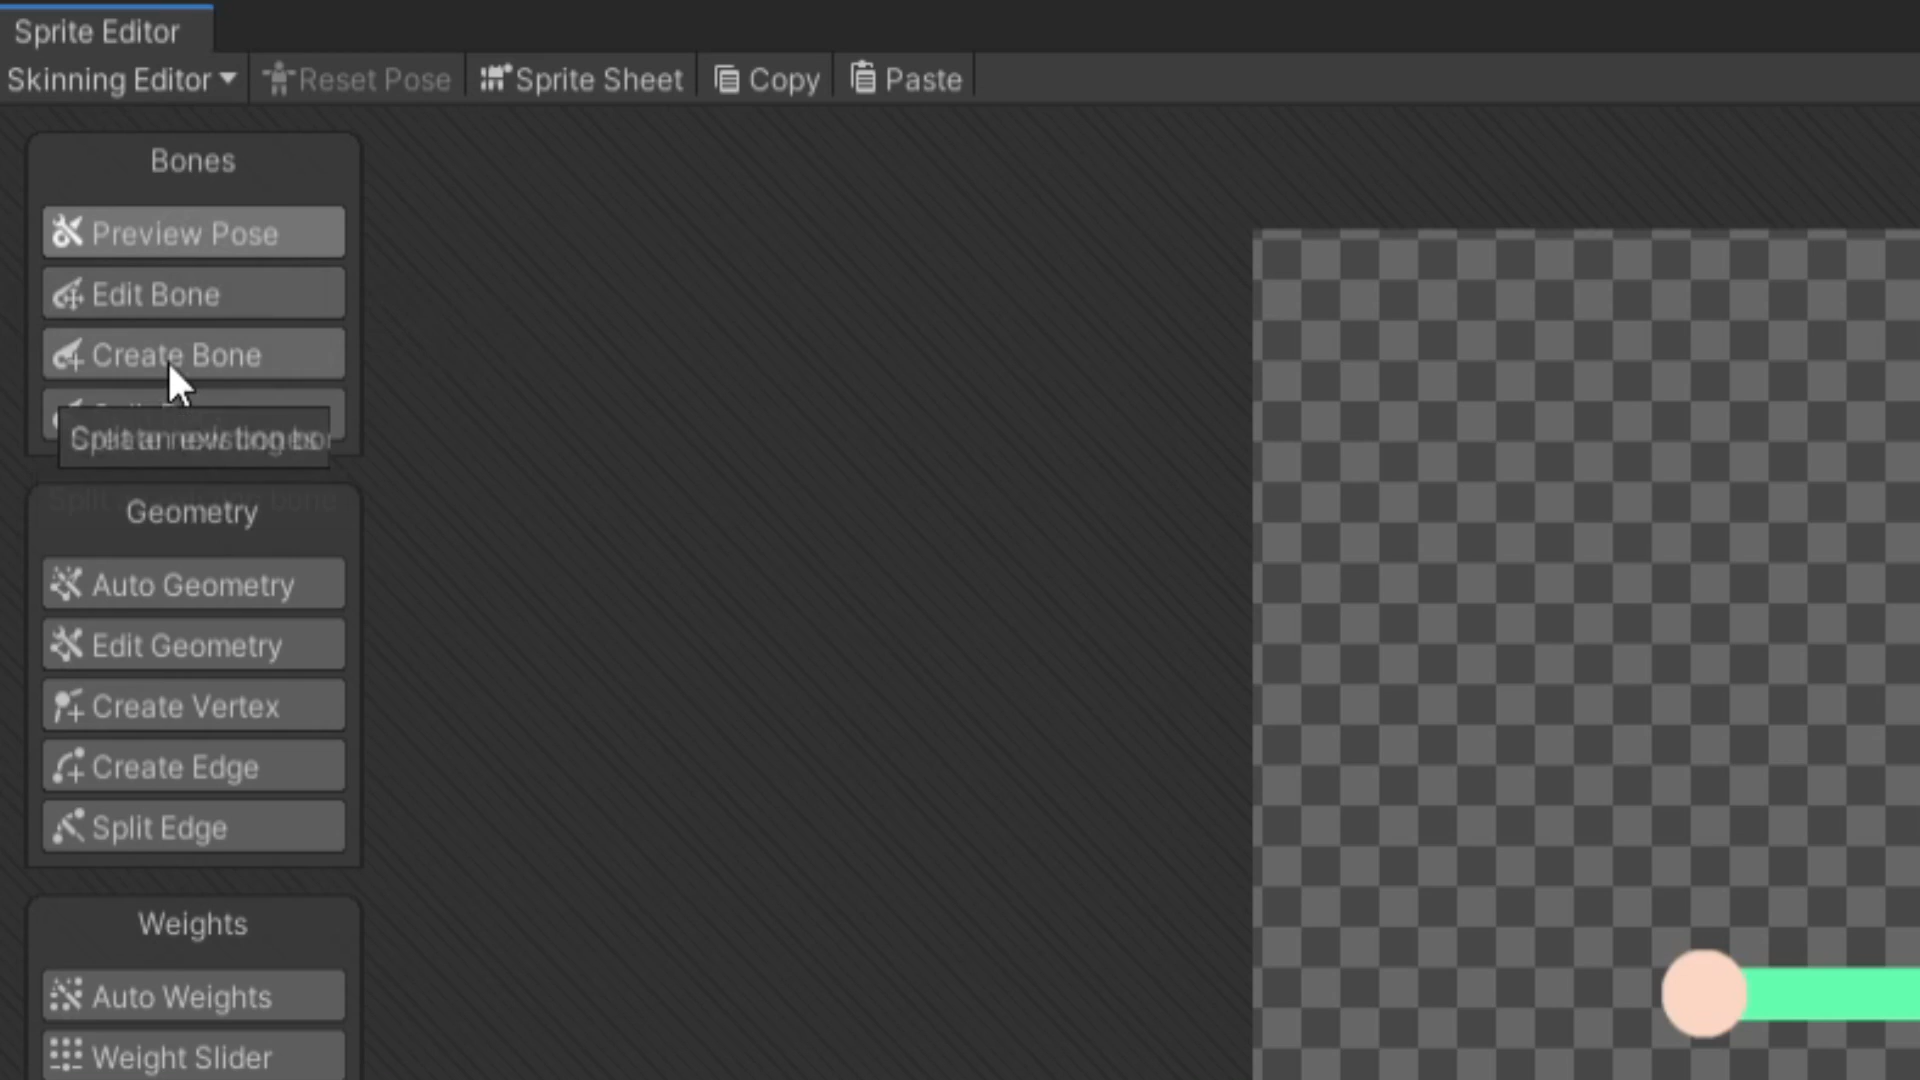 Sprite Editor
Skinning Editor Reset Pose Sprite Sheet Copy Paste
Bones
Preview Pose
Edit Bone
Create Bone
Geometry
Auto Geometry
Edit Geometry
Create Vertex
Create Edge
Split Edge
Weights
Auto Weights
Weight Slider